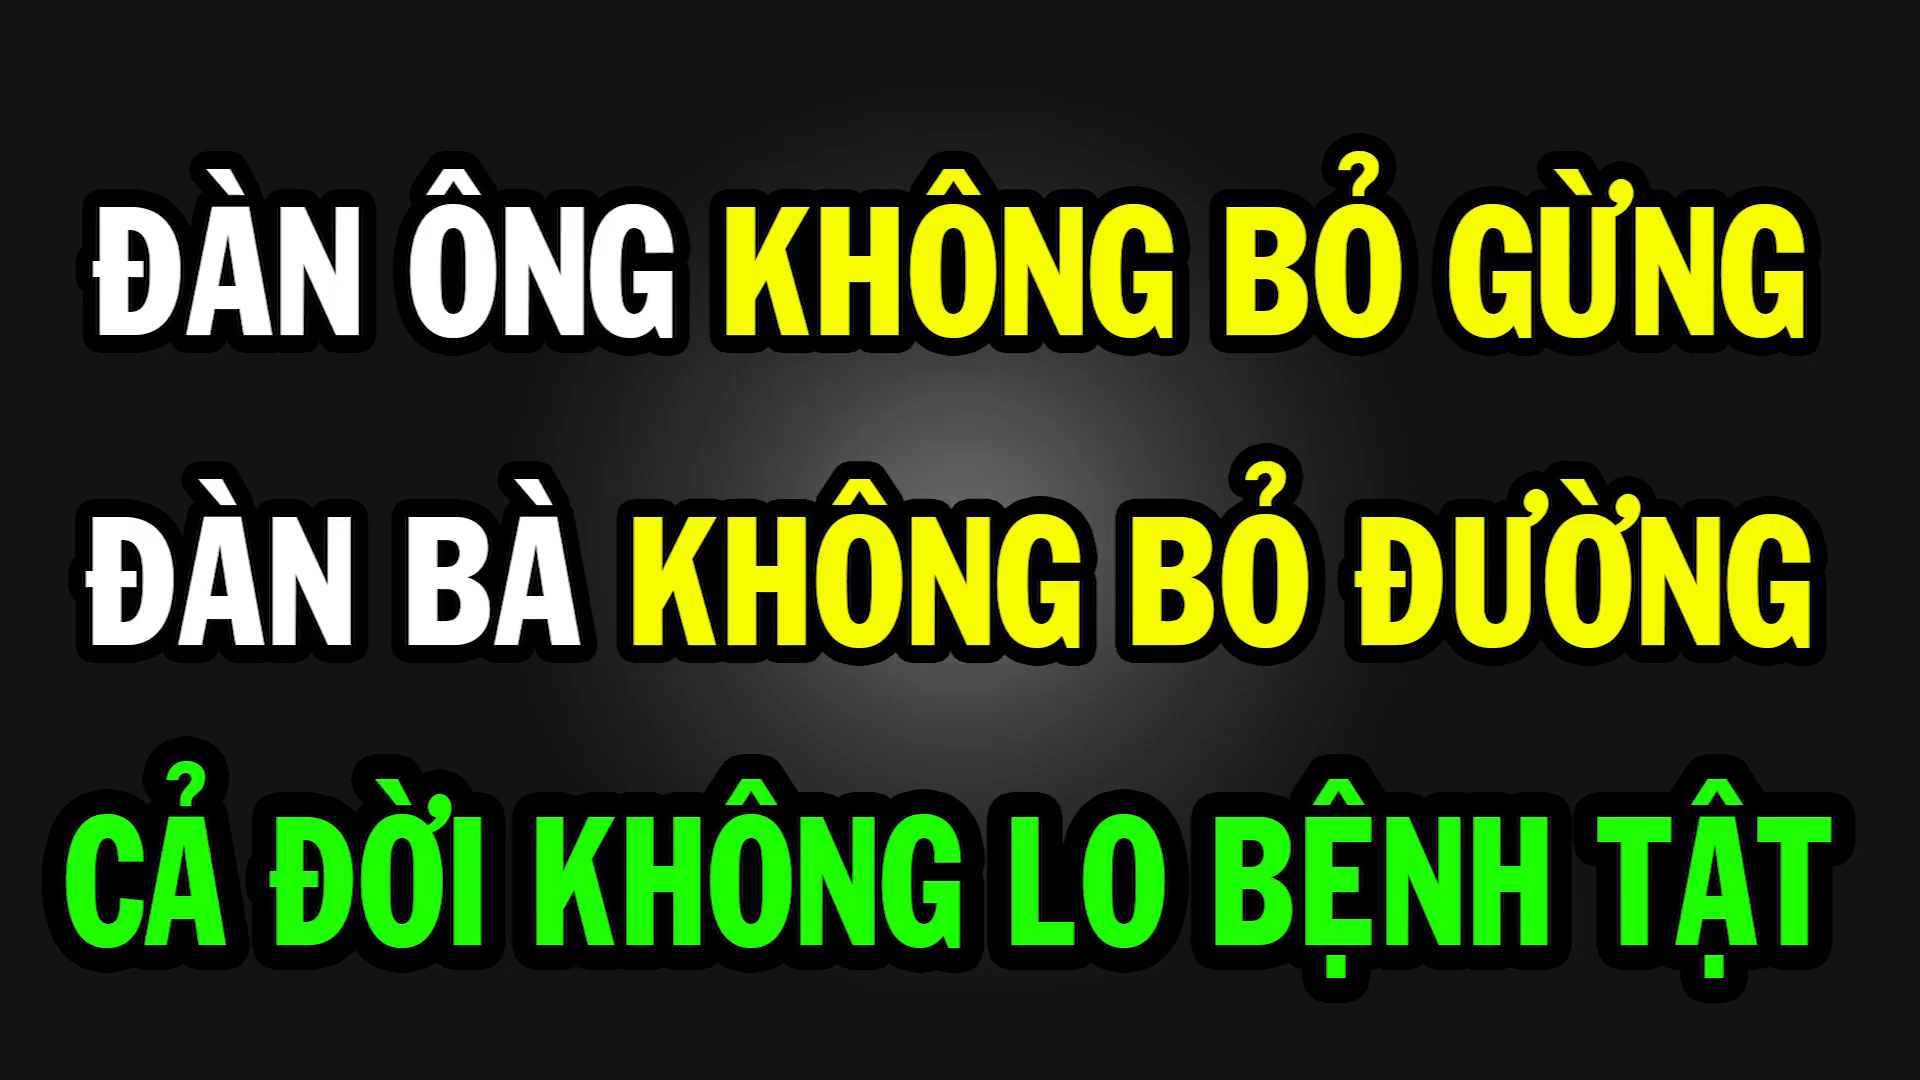 ĐÀN ÔNG KHÔNG BỎ GỪNG
ĐÀN BÀ KHÔNG BỎ ĐƯỜNG
CẢ ĐỜI KHÔNG LO BỆNH TẬT